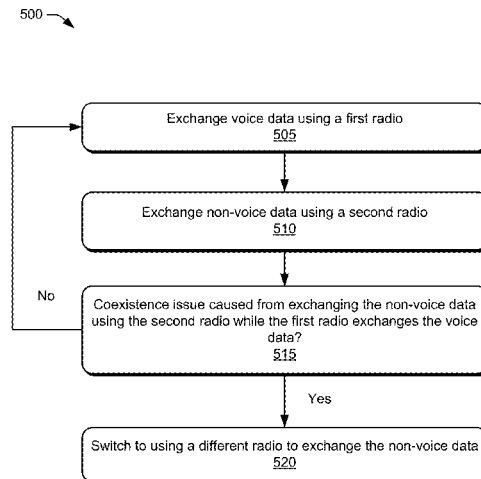 500
Exchange voice data using a first radio
505
Exchange non-voice data using a second radio
510
No
Coexistence issue caused from exchanging the non-voice data
using the second radio while the first radio exchanges the voice
data?
515
Yes
Switch to using a different radio to exchange the non-voice data
520